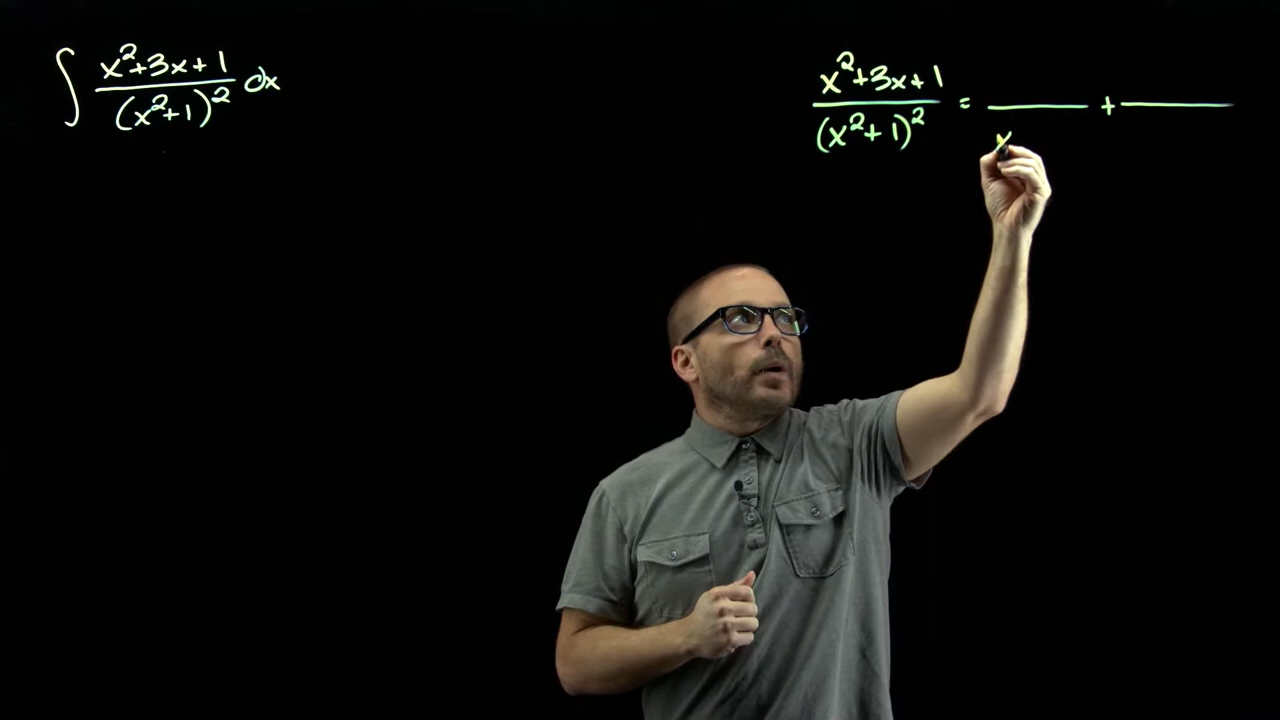 ∫ (x²+3x+1)/(x²+1)² dx
(x²+3x+1)/(x²+1)² = ____ + ____
x